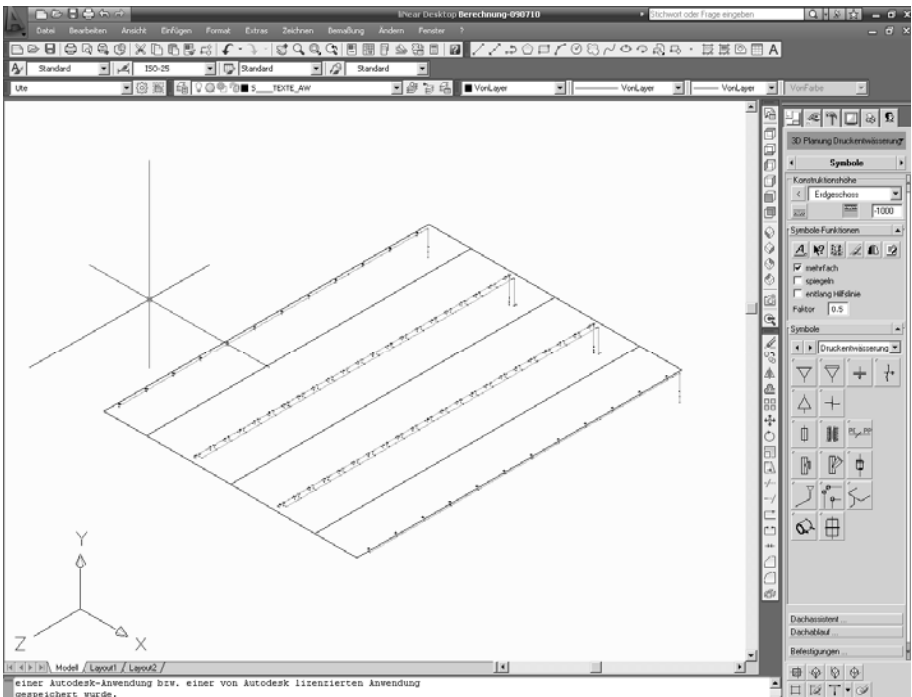 liNear Desktop Berechnung-090710
Stichwort oder Frage eingeben
Datei Bearbeiten Ansicht Einfügen Format Extras Zeichnen Bemaßung Ändern Fenster ?
Standard ISO-25 Standard Standard
Ute 5___TEXTE_AW VonLayer VonLayer VonLayer VonFarbe
3D Planung Druckentwässerung
Symbole
Konstruktionshöhe
Erdgeschoss
-1000
Symbole-Funktionen
mehrfach
spiegeln
entlang Hilfslinie
Faktor 0.5
Symbole
Druckentwässerung
Y
Z
X
Dachassistent ...
Dachablauf ...
Befestigungen ...
Modell Layout1 Layout2
einer Autodesk-Anwendung bzw. einer von Autodesk lizenzierten Anwendung
gespeichert wurde.